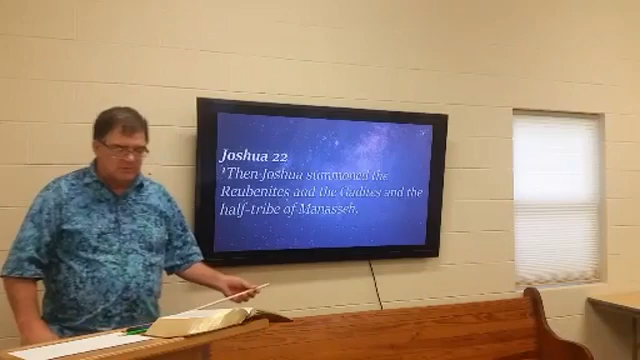 Joshua 22
¹Then Joshua summoned the
Reubenites and the Gadites and the
half-tribe of Manasseh.